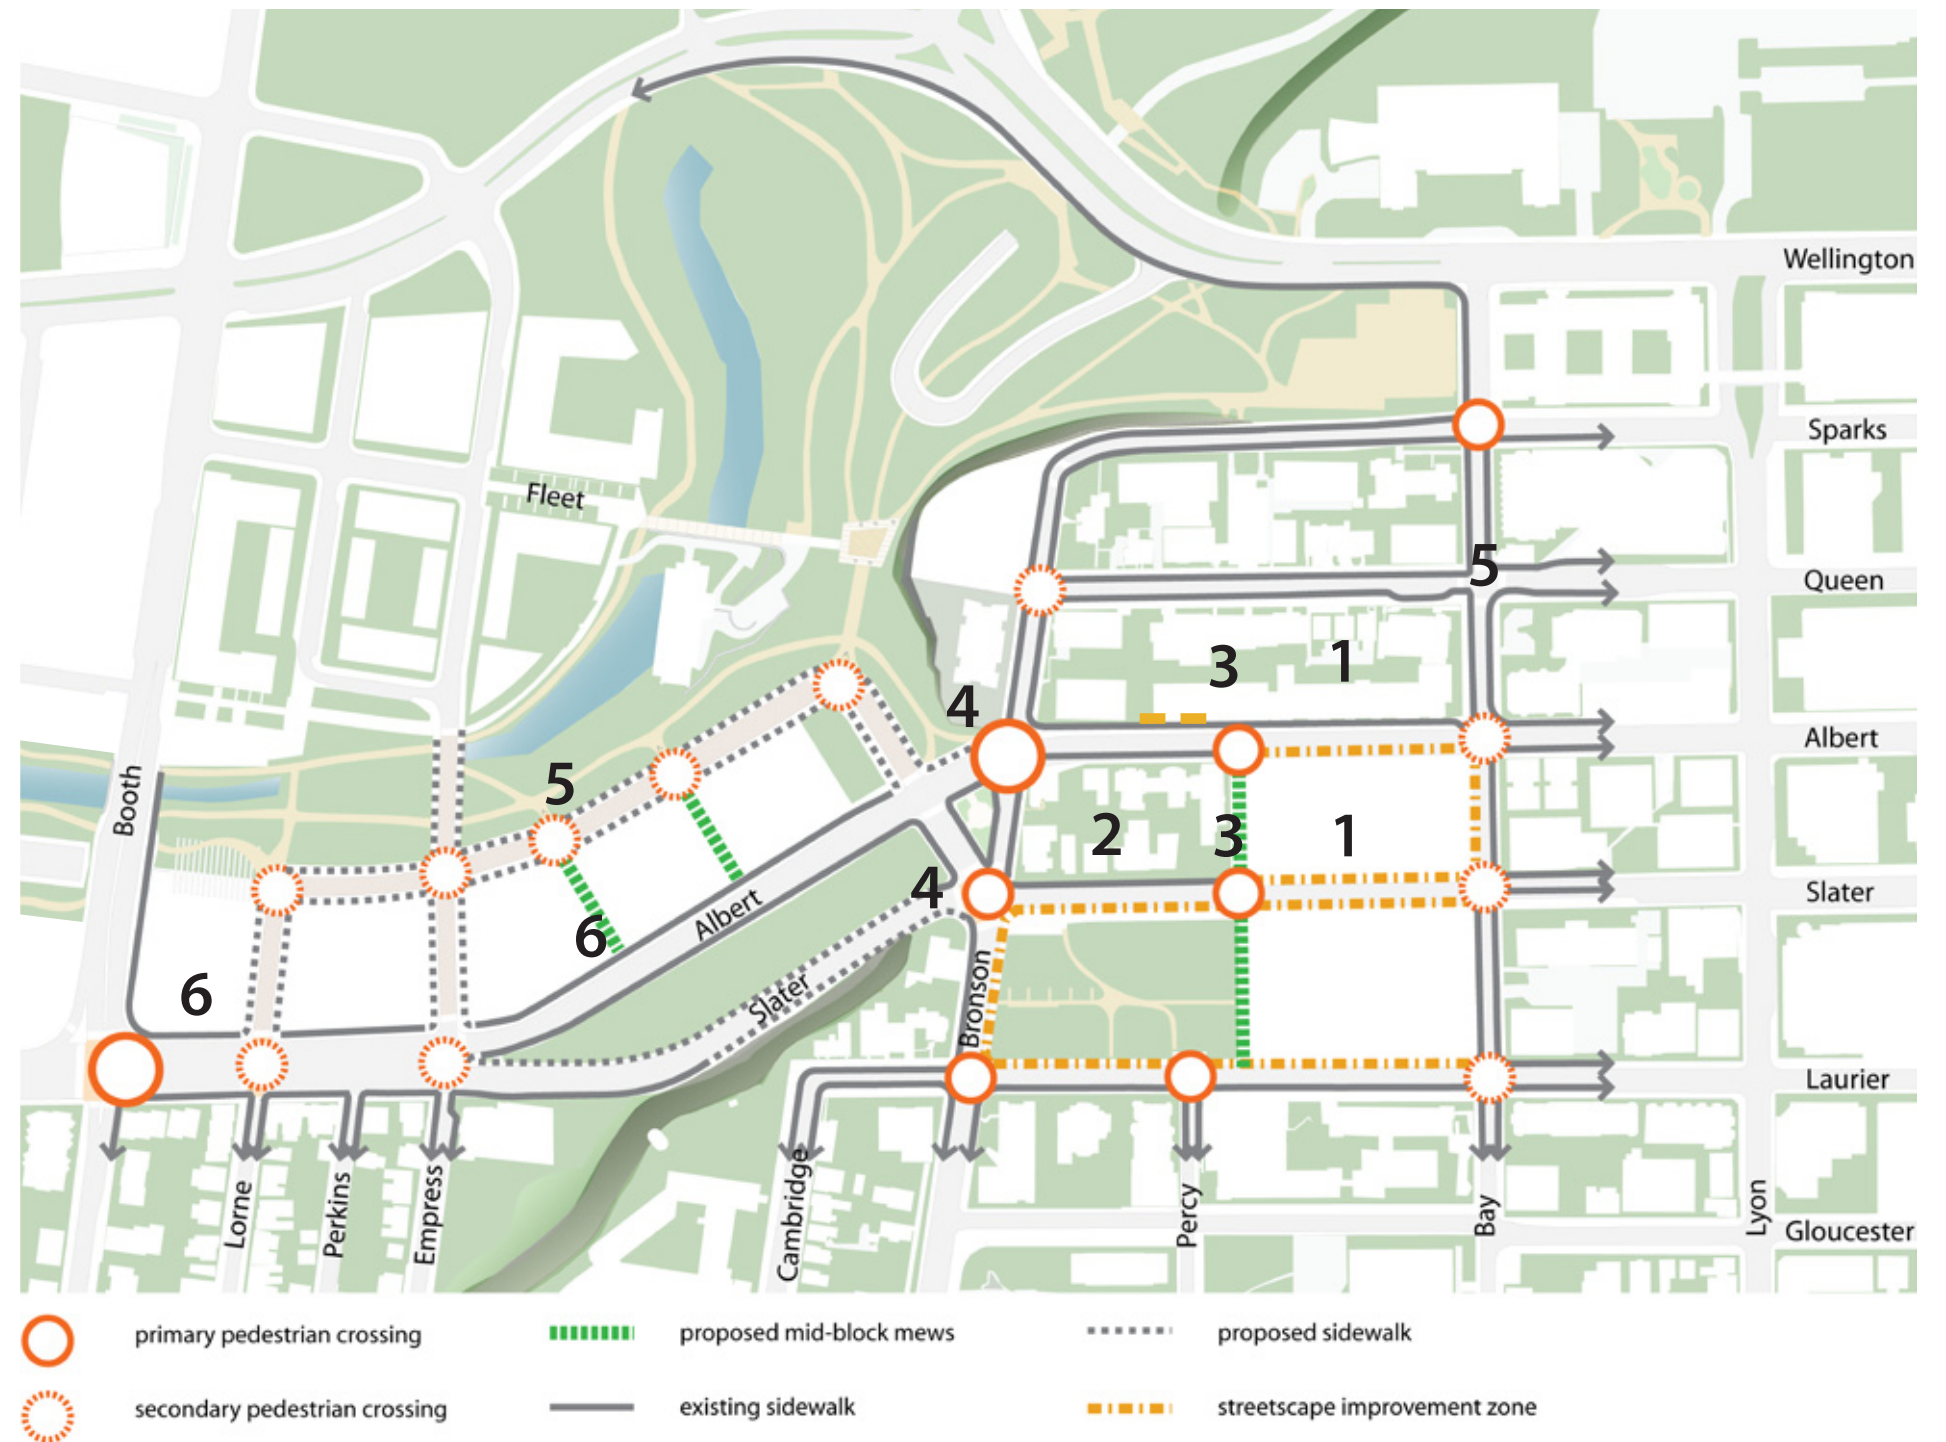 Wellington
Sparks
Fleet
5
Queen
3 1
4
Albert
5
Booth
2 3 1
4
Slater
Albert
6
6
Slater
Bronson
Laurier
Cambridge
Lorne
Perkins
Empress
Percy
Bay
Lyon
Gloucester
primary pedestrian crossing
proposed mid-block mews
proposed sidewalk
secondary pedestrian crossing
existing sidewalk
streetscape improvement zone